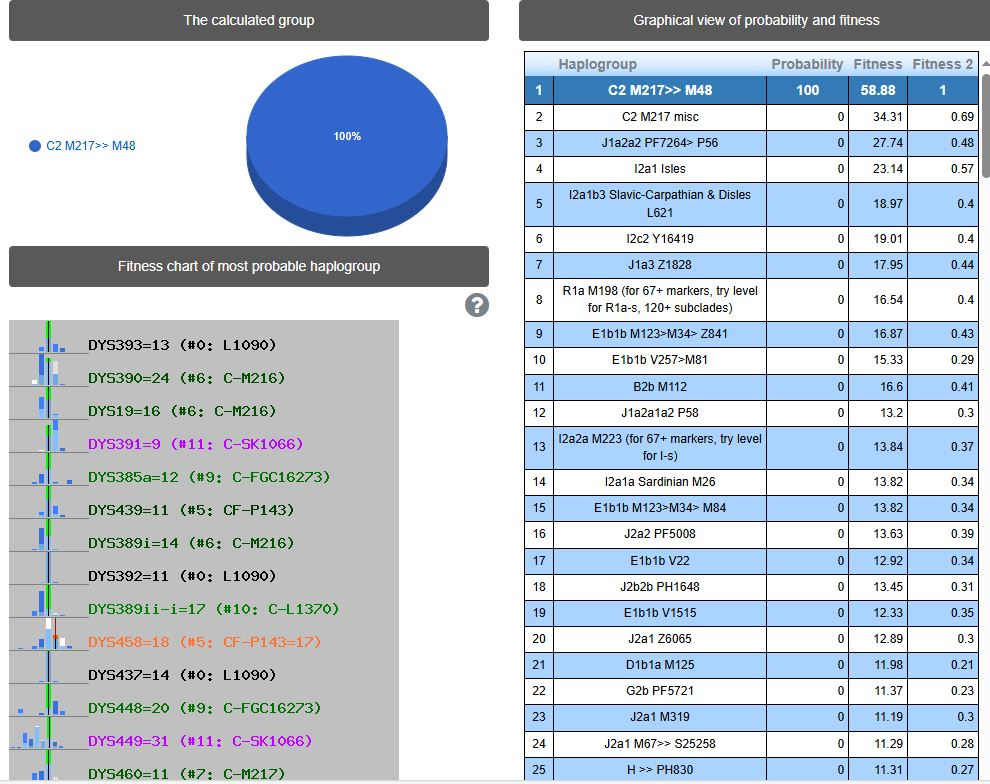 The calculated group
100%
C2 M217>> M48
Fitness chart of most probable haplogroup
?
DYS393=13 (#0: L1090)
DYS390=24 (#6: C-M216)
DYS19=16 (#6: C-M216)
DYS391=9 (#11: C-SK1066)
DYS385a=12 (#9: C-FGC16273)
DYS439=11 (#5: CF-P143)
DYS389i=14 (#6: C-M216)
DYS392=11 (#0: L1090)
DYS389ii-i=17 (#10: C-L1370)
DYS458=18 (#5: CF-P143=17)
DYS437=14 (#0: L1090)
DYS448=20 (#9: C-FGC16273)
DYS449=31 (#11: C-SK1066)
DYS460=11 (#7: C-M217)
Graphical view of probability and fitness
Haplogroup Probability Fitness Fitness 2
1 C2 M217>> M48 100 58.88 1
2 C2 M217 misc 0 34.31 0.69
3 J1a2a2 PF7264> P56 0 27.74 0.48
4 I2a1 Isles 0 23.14 0.57
5 I2a1b3 Slavic-Carpathian & Disles 0 18.97 0.4
L621
6 I2c2 Y16419 0 19.01 0.4
7 J1a3 Z1828 0 17.95 0.44
8 R1a M198 (for 67+ markers, try level 0 16.54 0.4
for R1a-s, 120+ subclades)
9 E1b1b M123>M34> Z841 0 16.87 0.43
10 E1b1b V257>M81 0 15.33 0.29
11 B2b M112 0 16.6 0.41
12 J1a2a1a2 P58 0 13.2 0.3
13 I2a2a M223 (for 67+ markers, try level 0 13.84 0.37
for I-s)
14 I2a1a Sardinian M26 0 13.82 0.34
15 E1b1b M123>M34> M84 0 13.82 0.34
16 J2a2 PF5008 0 13.63 0.39
17 E1b1b V22 0 12.92 0.34
18 J2b2b PH1648 0 13.45 0.31
19 E1b1b V1515 0 12.33 0.35
20 J2a1 Z6065 0 12.89 0.3
21 D1b1a M125 0 11.98 0.21
22 G2b PF5721 0 11.37 0.23
23 J2a1 M319 0 11.19 0.3
24 J2a1 M67>> S25258 0 11.29 0.28
25 H >> PH830 0 11.31 0.27